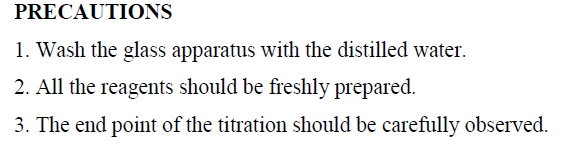 PRECAUTIONS
1. Wash the glass apparatus with the distilled water.
2. All the reagents should be freshly prepared.
3. The end point of the titration should be carefully observed.